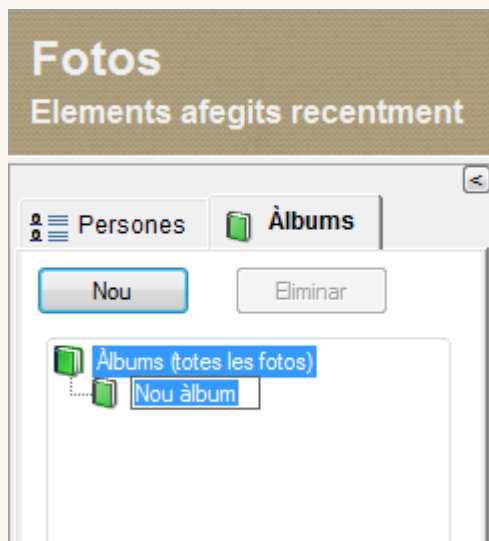 Fotos
Elements afegits recentment
<
Persones
Àlbums
Nou
Eliminar
Àlbums (totes les fotos)
Nou àlbum